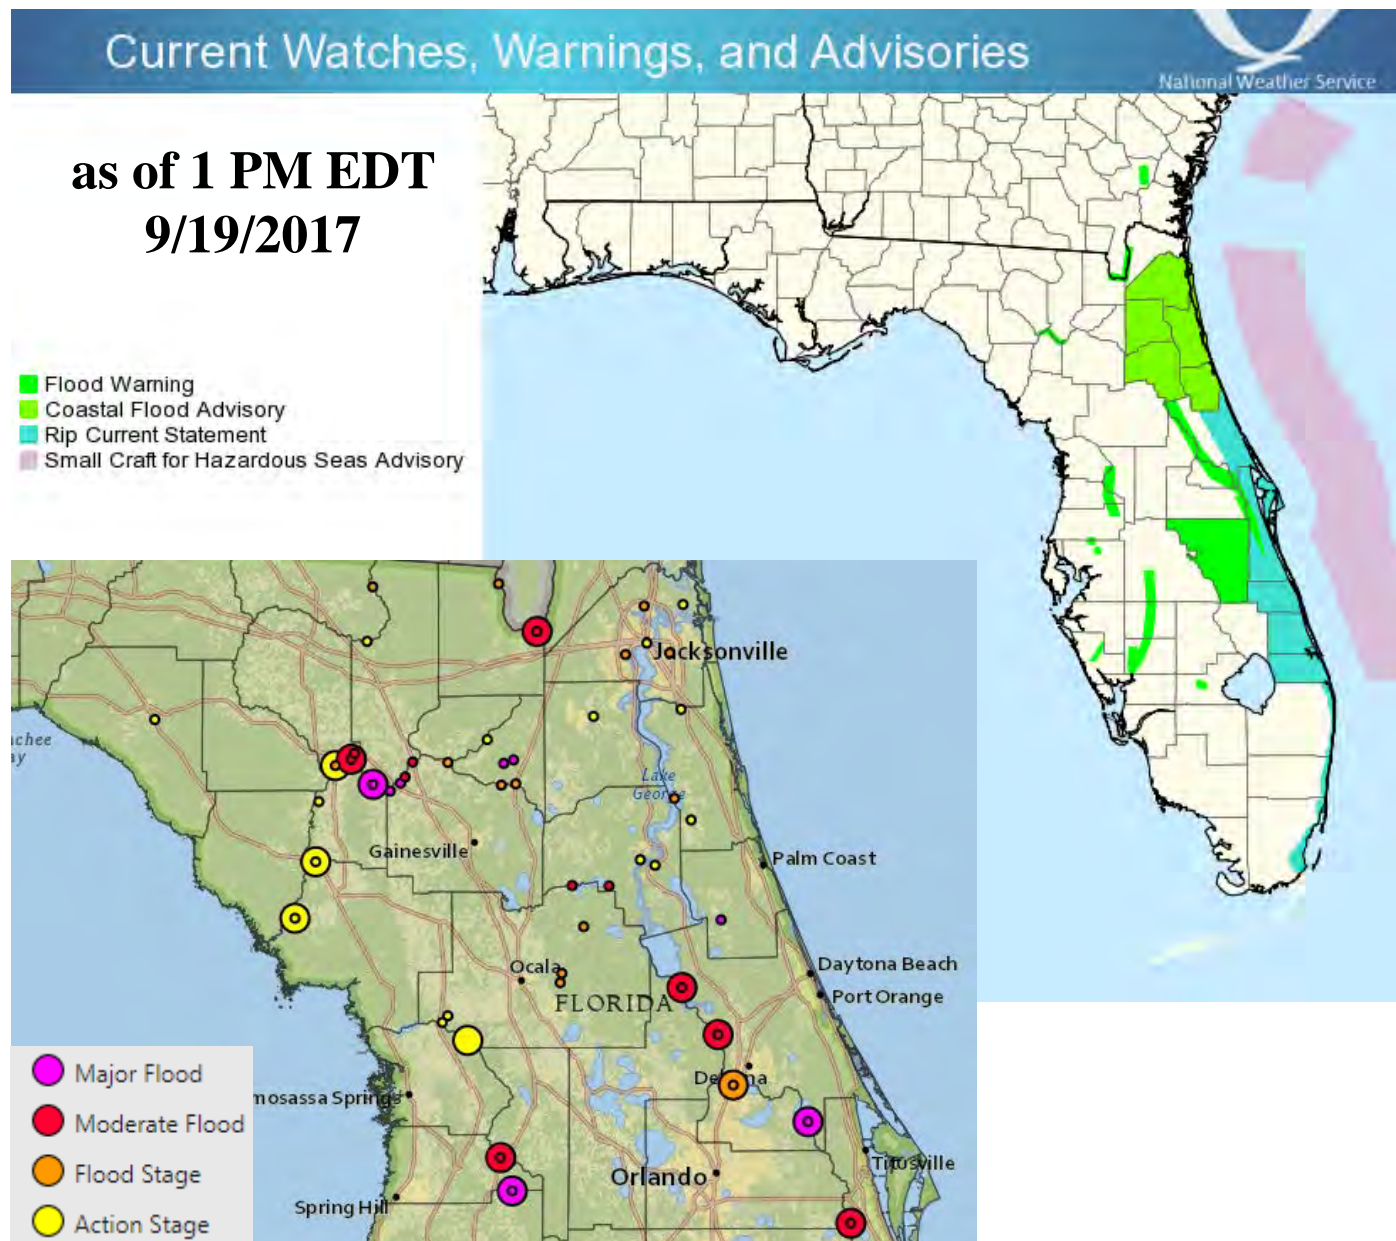 Current Watches, Warnings, and Advisories
National Weather Service
as of 1 PM EDT
9/19/2017
Flood Warning
Coastal Flood Advisory
Rip Current Statement
Small Craft for Hazardous Seas Advisory
Jacksonville
Lake
George
Gainesville
Palm Coast
Ocala
FLORIDA
Daytona Beach
Port Orange
Titusville
Orlando
Spring Hill
Major Flood
Moderate Flood
Flood Stage
Action Stage